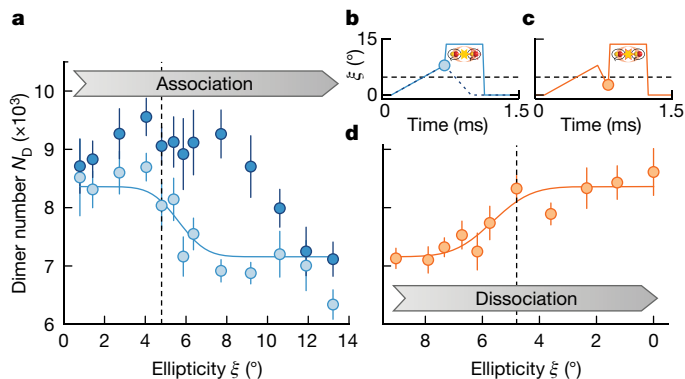 a
b
c
Association
Dimer number N_D (×10³)
10
9
8
7
6
0
2
4
6
8
10
12
14
Ellipticity ξ (°)
ξ (°)
15
0
0
1.5
Time (ms)
0
1.5
Time (ms)
d
Dissociation
8
6
4
2
0
Ellipticity ξ (°)